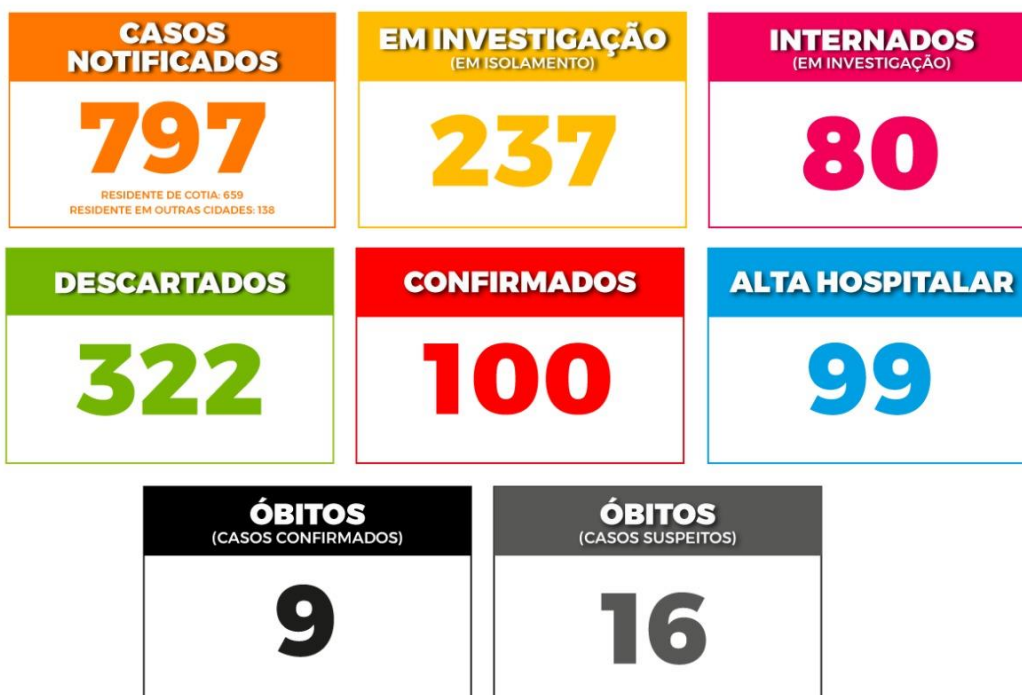 CASOS
NOTIFICADOS
797
RESIDENTE DE COTIA: 659
RESIDENTE EM OUTRAS CIDADES: 138
EM INVESTIGAÇÃO
(EM ISOLAMENTO)
237
INTERNADOS
(EM INVESTIGAÇÃO)
80
DESCARTADOS
322
CONFIRMADOS
100
ALTA HOSPITALAR
99
ÓBITOS
(CASOS CONFIRMADOS)
9
ÓBITOS
(CASOS SUSPEITOS)
16